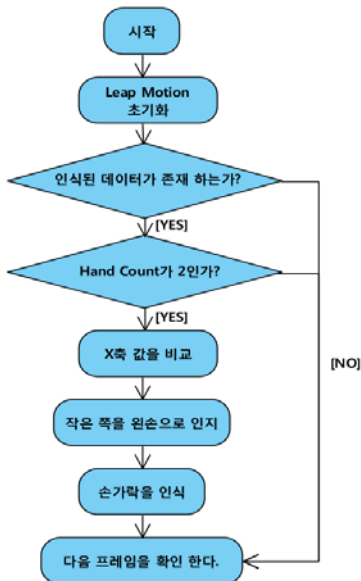 시작
Leap Motion
초기화
인식된 데이터가 존재 하는가?
[YES]
Hand Count가 2인가?
[YES]
X축 값을 비교
[NO]
작은 쪽을 왼손으로 인지
손가락을 인식
다음 프레임을 확인 한다.